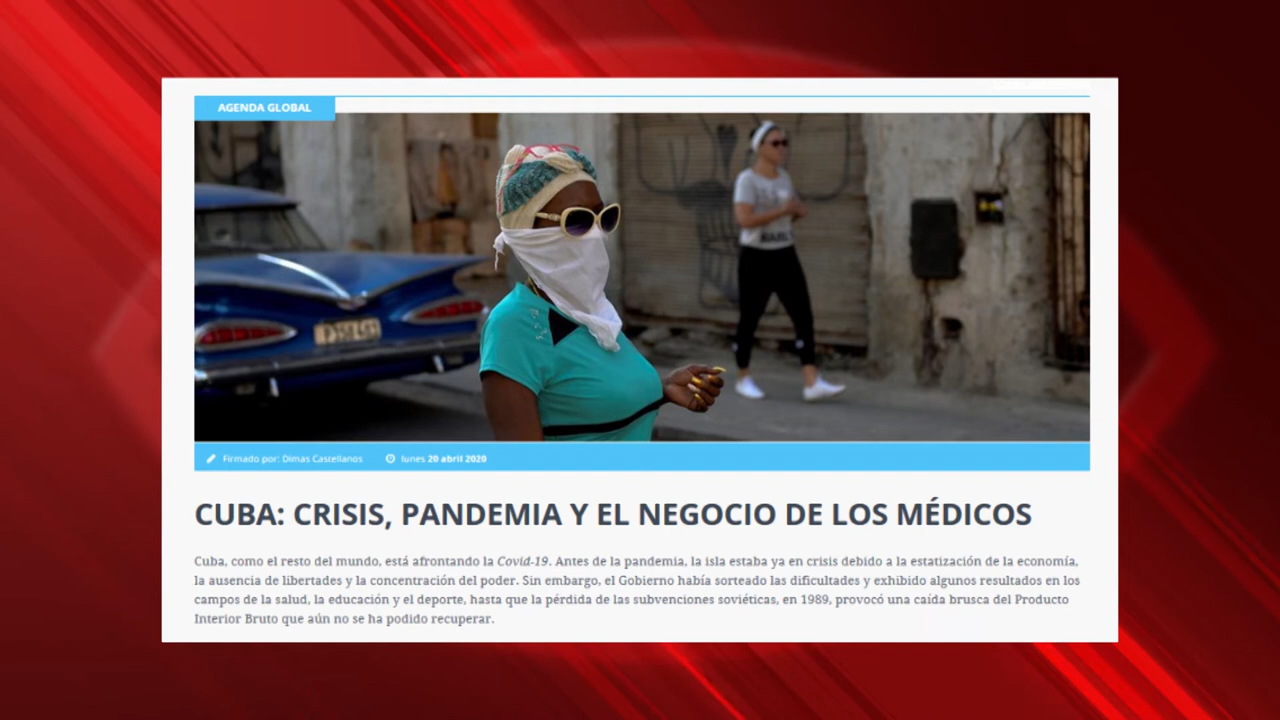 AGENDA GLOBAL
Firmado por: Dimas Castellanos lunes 20 abril 2020
CUBA: CRISIS, PANDEMIA Y EL NEGOCIO DE LOS MÉDICOS
Cuba, como el resto del mundo, está afrontando la Covid-19. Antes de la pandemia, la isla estaba ya en crisis debido a la estatización de la economía,
la ausencia de libertades y la concentración del poder. Sin embargo, el Gobierno había sorteado las dificultades y exhibido algunos resultados en los
campos de la salud, la educación y el deporte, hasta que la pérdida de las subvenciones soviéticas, en 1989, provocó una caída brusca del Producto
Interior Bruto que aún no se ha podido recuperar.